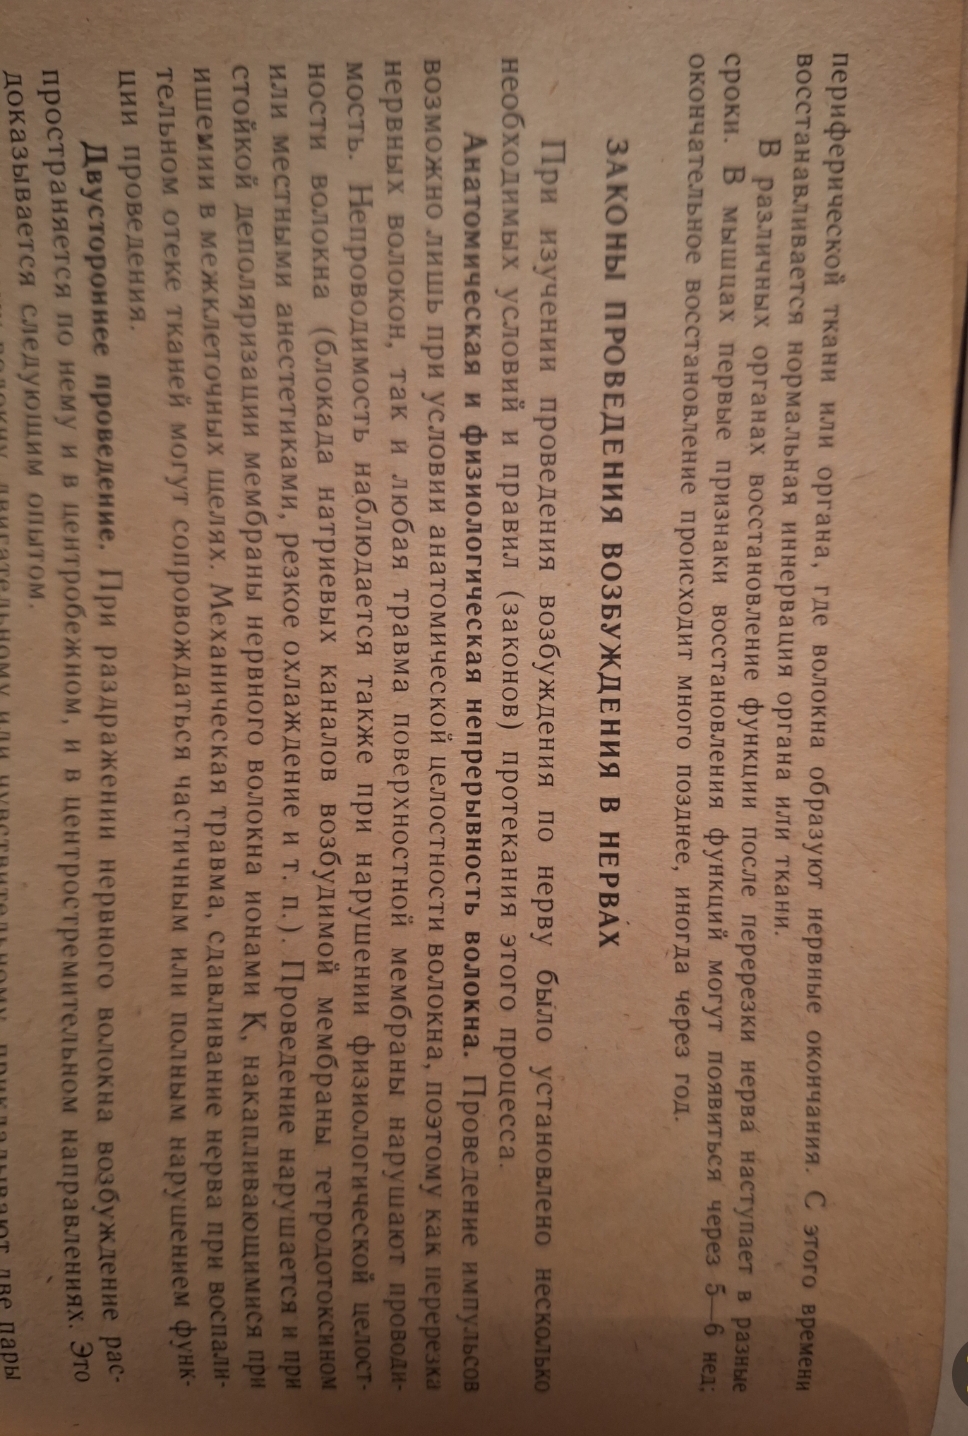 периферической ткани или органа, где волокна образуют нервные окончания. С этого времени
восстанавливается нормальная иннервация органа или ткани.
В различных органах восстановление функции после перерезки нерва наступает в разные
сроки. В мышцах первые признаки восстановления функций могут появиться через 5—6 нед;
окончательное восстановление происходит много позднее, иногда через год.
ЗАКОНЫ ПРОВЕДЕНИЯ ВОЗБУЖДЕНИЯ В НЕРВАХ
При изучении проведения возбуждения по нерву было установлено несколько
необходимых условий и правил (законов) протекания этого процесса.
Анатомическая и физиологическая непрерывность волокна. Проведение импульсов
возможно лишь при условии анатомической целостности волокна, поэтому как перерезка
нервных волокон, так и любая травма поверхностной мембраны нарушают проводи-
мость. Непроводимость наблюдается также при нарушении физиологической целост-
ности волокна (блокада натриевых каналов возбудимой мембраны тетродотоксином
или местными анестетиками, резкое охлаждение и т. п.). Проведение нарушается и при
стойкой деполяризации мембраны нервного волокна ионами К, накапливающимися при
ишемии в межклеточных щелях. Механическая травма, сдавливание нерва при воспали-
тельном отеке тканей могут сопровождаться частичным или полным нарушением функ-
ции проведения.
Двустороннее проведение. При раздражении нервного волокна возбуждение рас-
пространяется по нему и в центробежном, и в центростремительном направлениях. Это
доказывается следующим опытом.
волокну, двигательному или чувствительному, прикладывают две пары